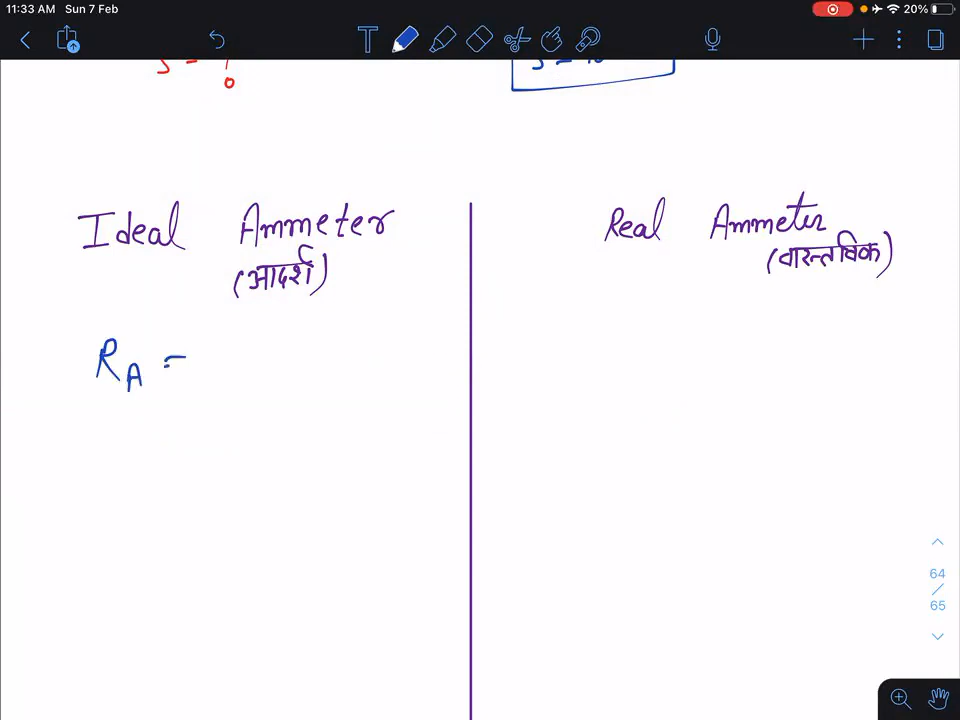 11:33 AM Sun 7 Feb
20%
T
Ideal Ammeter
(आदर्श)
Real Ammeter
(वास्तविक)
R_A =
64
/
65